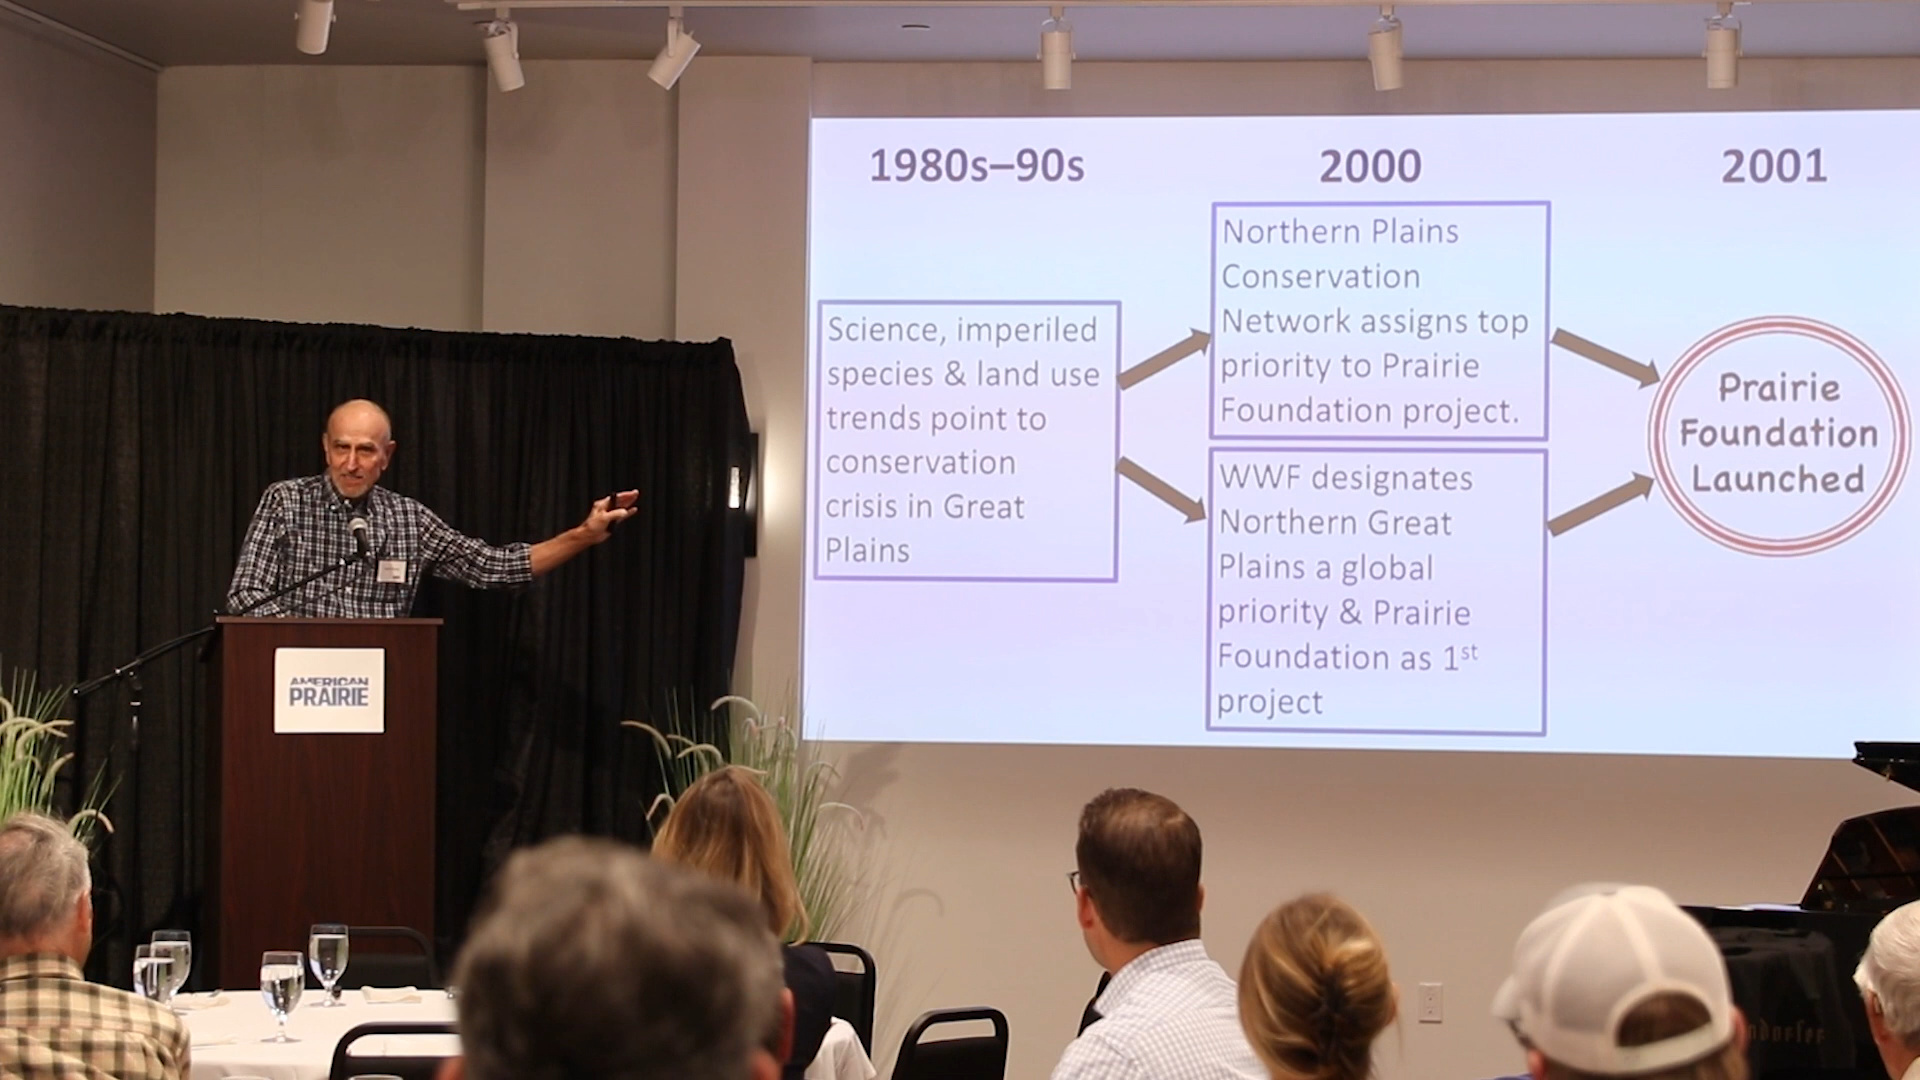 1980s–90s
2000
2001
Science, imperiled
species & land use
trends point to
conservation
crisis in Great
Plains
Northern Plains
Conservation
Network assigns top
priority to Prairie
Foundation project.
WWF designates
Northern Great
Plains a global
priority & Prairie
Foundation as 1st
project
Prairie
Foundation
Launched
AMERICAN
PRAIRIE